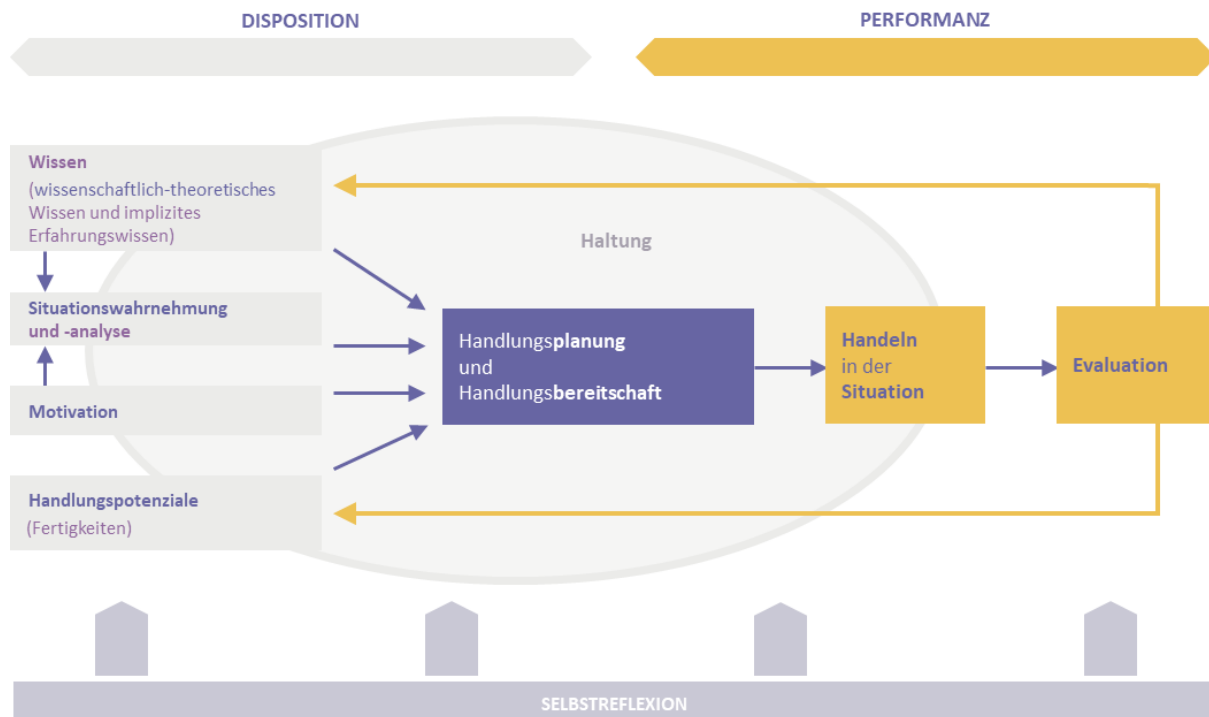 DISPOSITION
PERFORMANZ
Wissen
(wissenschaftlich-theoretisches
Wissen und implizites
Erfahrungswissen)
Haltung
Situationswahrnehmung
und -analyse
Motivation
Handlungspotenziale
(Fertigkeiten)
Handlungsplanung
und
Handlungsbereitschaft
Handeln
in der
Situation
Evaluation
SELBSTREFLEXION